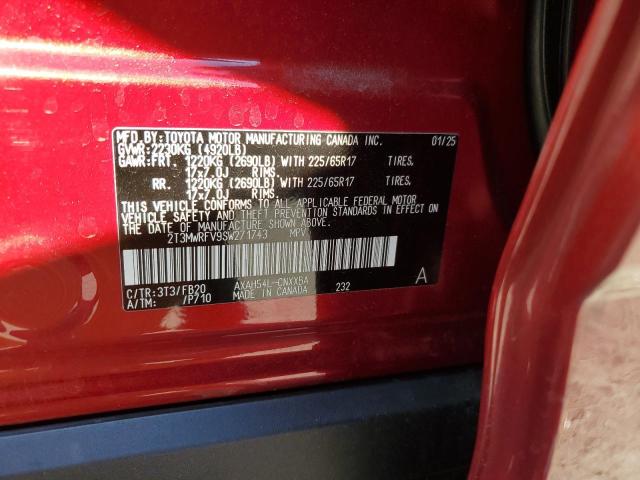 MFD.BY:TOYOTA MOTOR MANUFACTURING CANADA INC. 01/25
GVWR:2230KG (4920LB)
GAWR:FRT. 1220KG (2690LB) WITH 225/65R17 TIRES,
17x7.0J RIMS.
RR. 1220KG (2690LB) WITH 225/65R17 TIRES,
17x7.0J RIMS.
THIS VEHICLE CONFORMS TO ALL APPLICABLE FEDERAL MOTOR
VEHICLE SAFETY AND THEFT PREVENTION STANDARDS IN EFFECT ON
THE DATE OF MANUFACTURE SHOWN ABOVE.
MPV
C/TR:3T3/FB20 AXAH54L-CNXXBA 232 A
A/TM: /P710 MADE IN CANADA